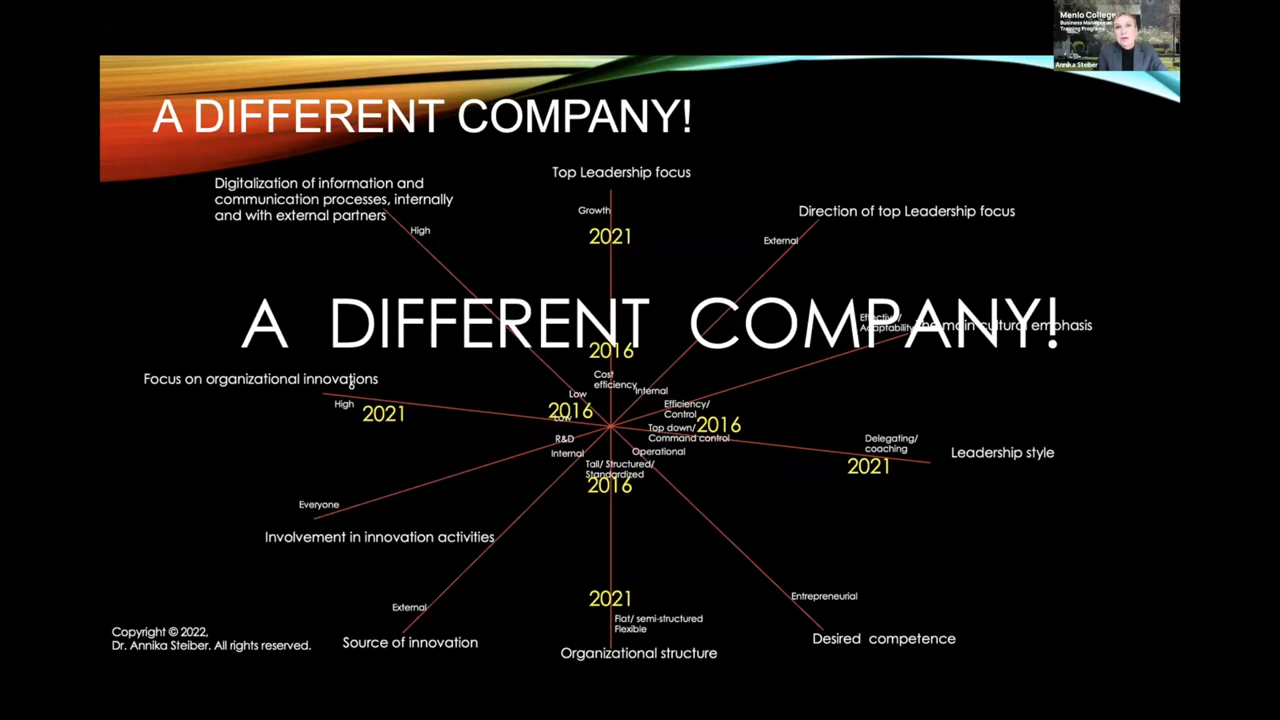 Menlo College
Business Management
Training Programs
Annika Steiber
A DIFFERENT COMPANY!
Top Leadership focus
Digitalization of information and
communication processes, internally
and with external partners
Direction of top Leadership focus
Growth
2021
High
External
A DIFFERENT COMPANY!
Effective/
Adaptability
The main cultural emphasis
2016
Cost
efficiency
Focus on organizational innovations
Low
Internal
High
2021
2016
Low
Efficiency/
Control
2016
Top down/
Command control
R&D
Internal
Operational
Delegating/
coaching
Leadership style
2021
Tall/ Structured/
Standardized
2016
Everyone
Involvement in innovation activities
2021
Entrepreneurial
External
Flat/ semi-structured
Flexible
Copyright © 2022,
Dr. Annika Steiber. All rights reserved.
Source of innovation
Organizational structure
Desired competence